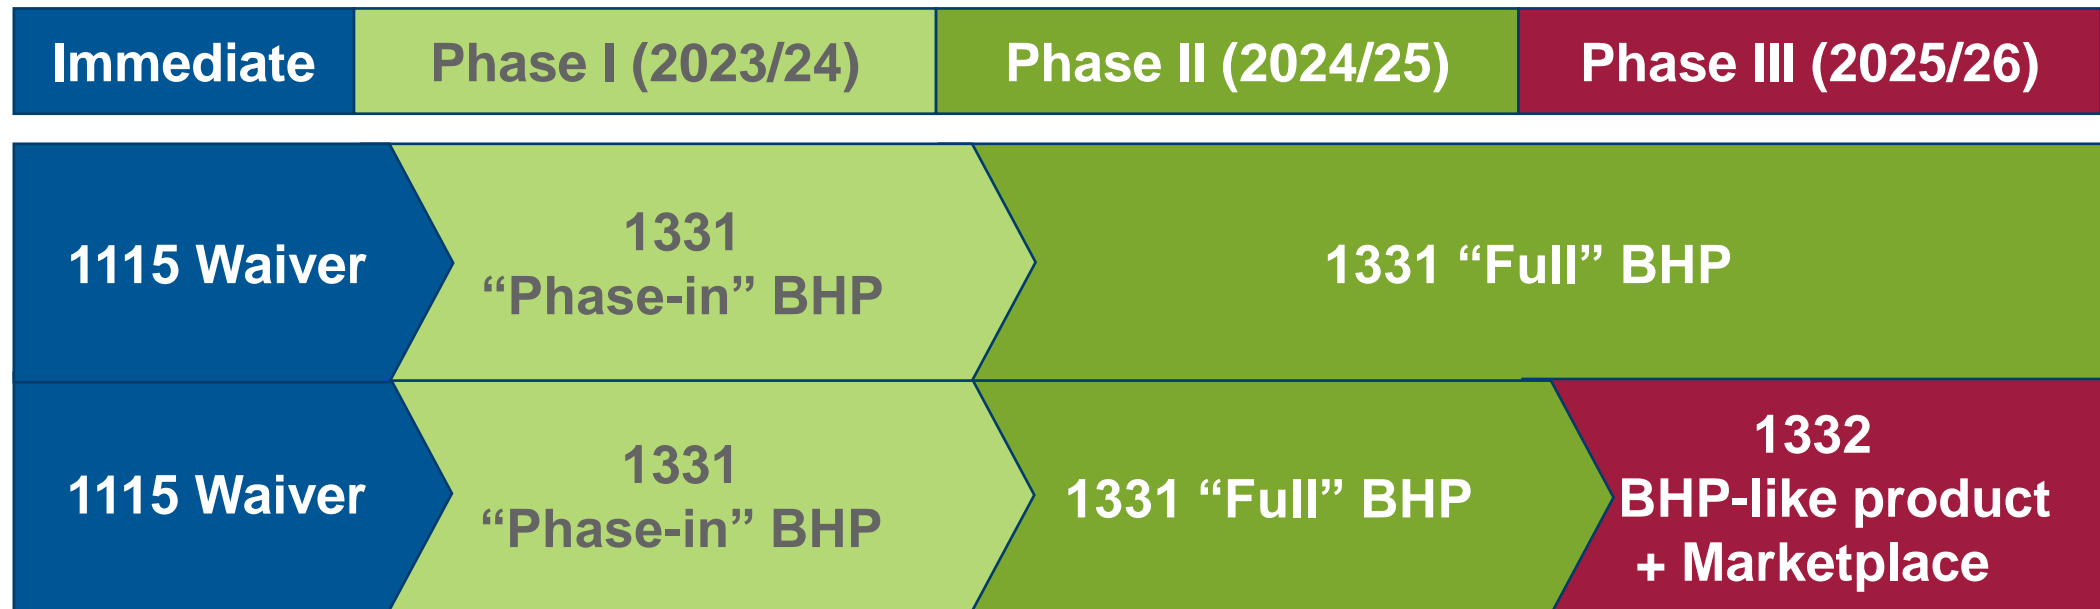 Immediate
Phase I (2023/24)
Phase II (2024/25)
Phase III (2025/26)
1115 Waiver
1331
“Phase-in” BHP
1331 “Full” BHP
1115 Waiver
1331
“Phase-in” BHP
1331 “Full” BHP
1332
BHP-like product
+ Marketplace